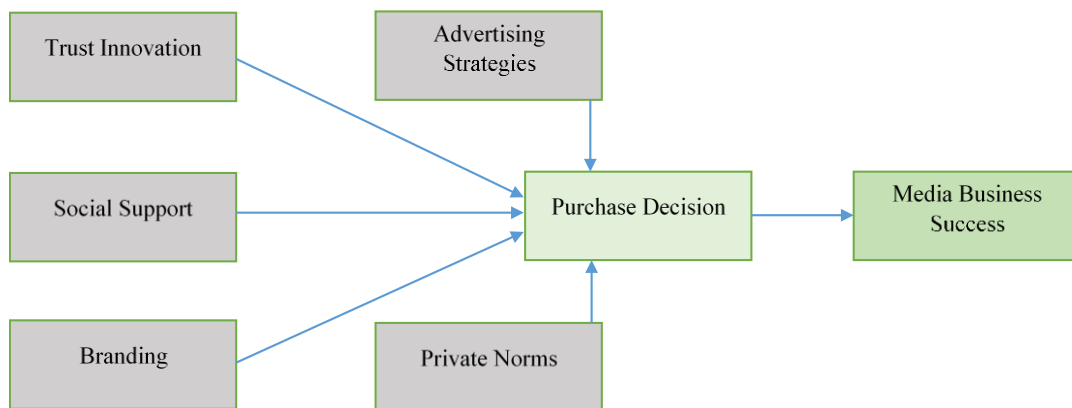 Trust Innovation
Advertising
Strategies
Social Support
Purchase Decision
Media Business
Success
Branding
Private Norms